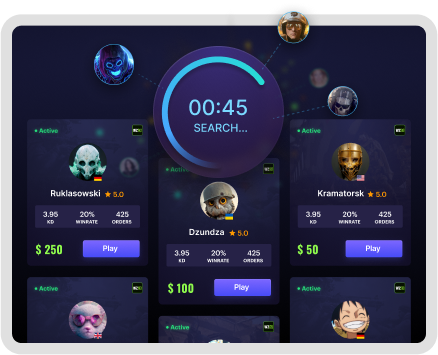 00:45
SEARCH...
Active
Ruklasowski ★ 5.0
3.95 20% 425
KD WINRATE ORDERS
$ 250 Play
Active
Dzundza ★ 5.0
3.95 20% 425
KD WINRATE ORDERS
$ 100 Play
Active
Kramatorsk ★ 5.0
3.95 20% 425
KD WINRATE ORDERS
$ 50 Play
Active
Active
Active